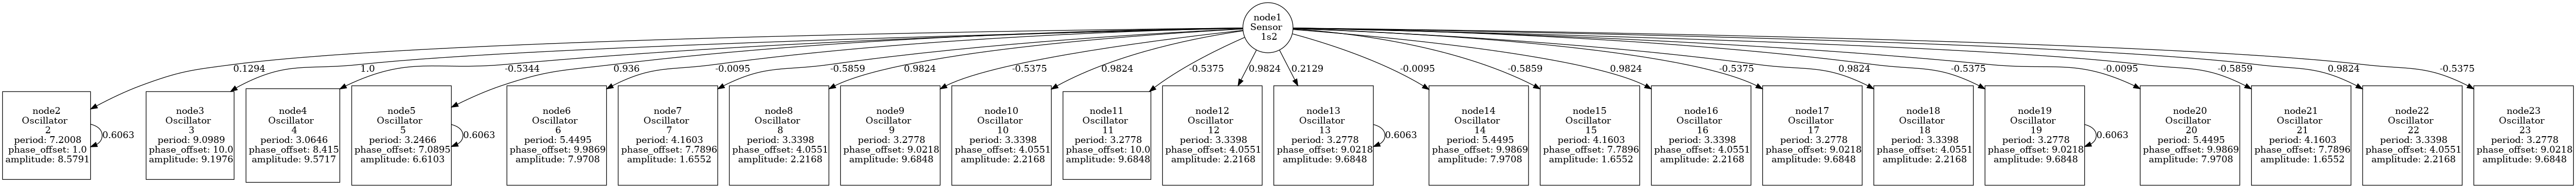 node1
Sensor
1s2
0.1294
1.0
-0.5344
0.936
-0.0095
-0.5859
0.9824
-0.5375
0.9824
-0.5375
0.9824
0.2129
-0.0095
-0.5859
0.9824
-0.5375
0.9824
-0.5375
-0.0095
-0.5859
0.9824
-0.5375
node2
Oscillator
2
period: 7.2008
phase_offset: 1.0
amplitude: 8.5791
0.6063
node3
Oscillator
3
period: 9.0989
phase_offset: 10.0
amplitude: 9.1976
node4
Oscillator
4
period: 3.0646
phase_offset: 8.415
amplitude: 9.5717
node5
Oscillator
5
period: 3.2466
phase_offset: 7.0895
amplitude: 6.6103
0.6063
node6
Oscillator
6
period: 5.4495
phase_offset: 9.9869
amplitude: 7.9708
node7
Oscillator
7
period: 4.1603
phase_offset: 7.7896
amplitude: 1.6552
node8
Oscillator
8
period: 3.3398
phase_offset: 4.0551
amplitude: 2.2168
node9
Oscillator
9
period: 3.2778
phase_offset: 9.0218
amplitude: 9.6848
node10
Oscillator
10
period: 3.3398
phase_offset: 4.0551
amplitude: 2.2168
node11
Oscillator
11
period: 3.2778
phase_offset: 10.0
amplitude: 9.6848
node12
Oscillator
12
period: 3.3398
phase_offset: 4.0551
amplitude: 2.2168
node13
Oscillator
13
period: 3.2778
phase_offset: 9.0218
amplitude: 9.6848
0.6063
node14
Oscillator
14
period: 5.4495
phase_offset: 9.9869
amplitude: 7.9708
node15
Oscillator
15
period: 4.1603
phase_offset: 7.7896
amplitude: 1.6552
node16
Oscillator
16
period: 3.3398
phase_offset: 4.0551
amplitude: 2.2168
node17
Oscillator
17
period: 3.2778
phase_offset: 9.0218
amplitude: 9.6848
node18
Oscillator
18
period: 3.3398
phase_offset: 4.0551
amplitude: 2.2168
node19
Oscillator
19
period: 3.2778
phase_offset: 9.0218
amplitude: 9.6848
0.6063
node20
Oscillator
20
period: 5.4495
phase_offset: 9.9869
amplitude: 7.9708
node21
Oscillator
21
period: 4.1603
phase_offset: 7.7896
amplitude: 1.6552
node22
Oscillator
22
period: 3.3398
phase_offset: 4.0551
amplitude: 2.2168
node23
Oscillator
23
period: 3.2778
phase_offset: 9.0218
amplitude: 9.6848